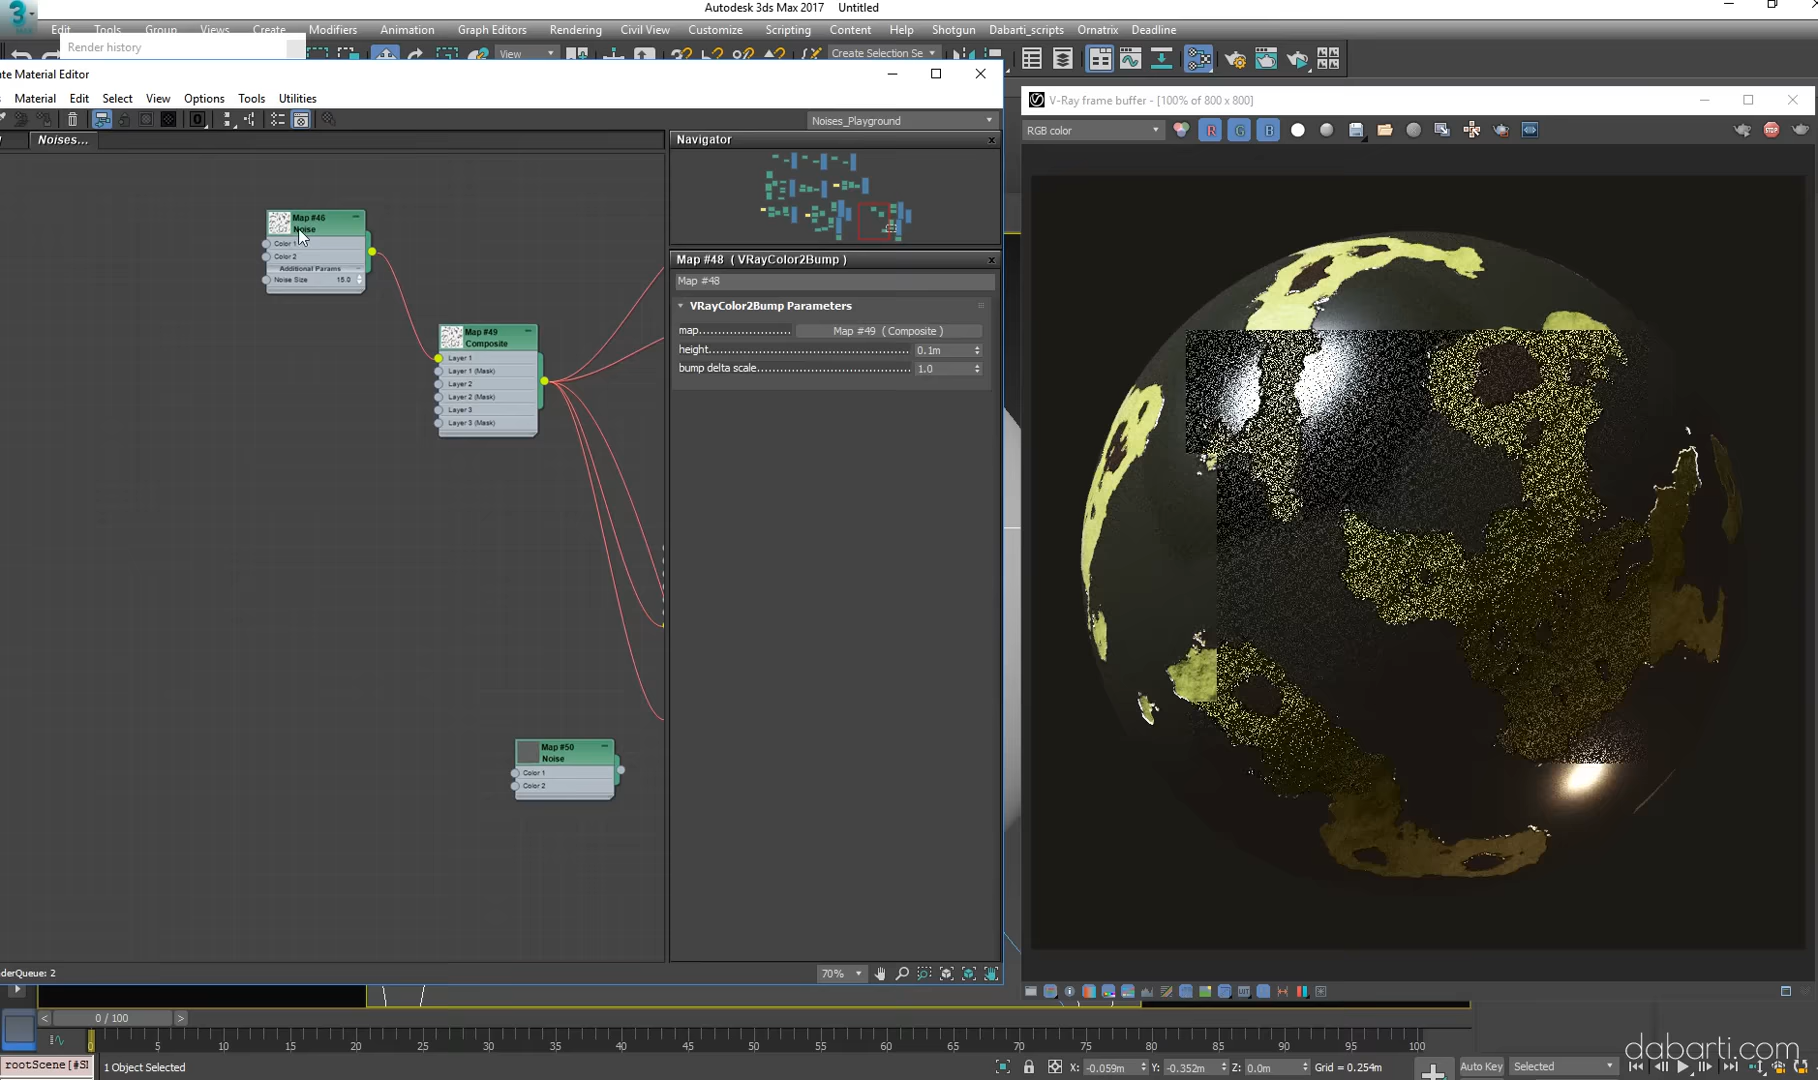 Autodesk 3ds Max 2017    Untitled
Edit Tools Group Views Create Modifiers Animation Graph Editors Rendering Civil View Customize Scripting Content Help Shotgun Dabarti_scripts Ornatrix Deadline
Render history
View
Create Selection Se
te Material Editor
Material Edit Select View Options Tools Utilities
Noises_Playground
Noises...
Navigator
Map #46
Noise
Color 1
Color 2
Additional Params
Noise Size 15.0
Map #49
Composite
Layer 1
Layer 1 (Mask)
Layer 2
Layer 2 (Mask)
Layer 3
Layer 3 (Mask)
Map #50
Noise
Color 1
Color 2
Map #48 ( VRayColor2Bump )
Map #48
VRayColor2Bump Parameters
map.................... Map #49 ( Composite )
height.................... 0.1m
bump delta scale.................... 1.0
V-Ray frame buffer - [100% of 800 x 800]
RGB color
R G B
STOP
derQueue: 2
70%
0 / 100
0 5 10 15 20 25 30 35 40 45 50 55 60 65 70 75 80 85 90 95 100
rootScene[#S
1 Object Selected
X: -0.059m Y: -0.352m Z: 0.0m Grid = 0.254m
Auto Key Selected
dabarti.com